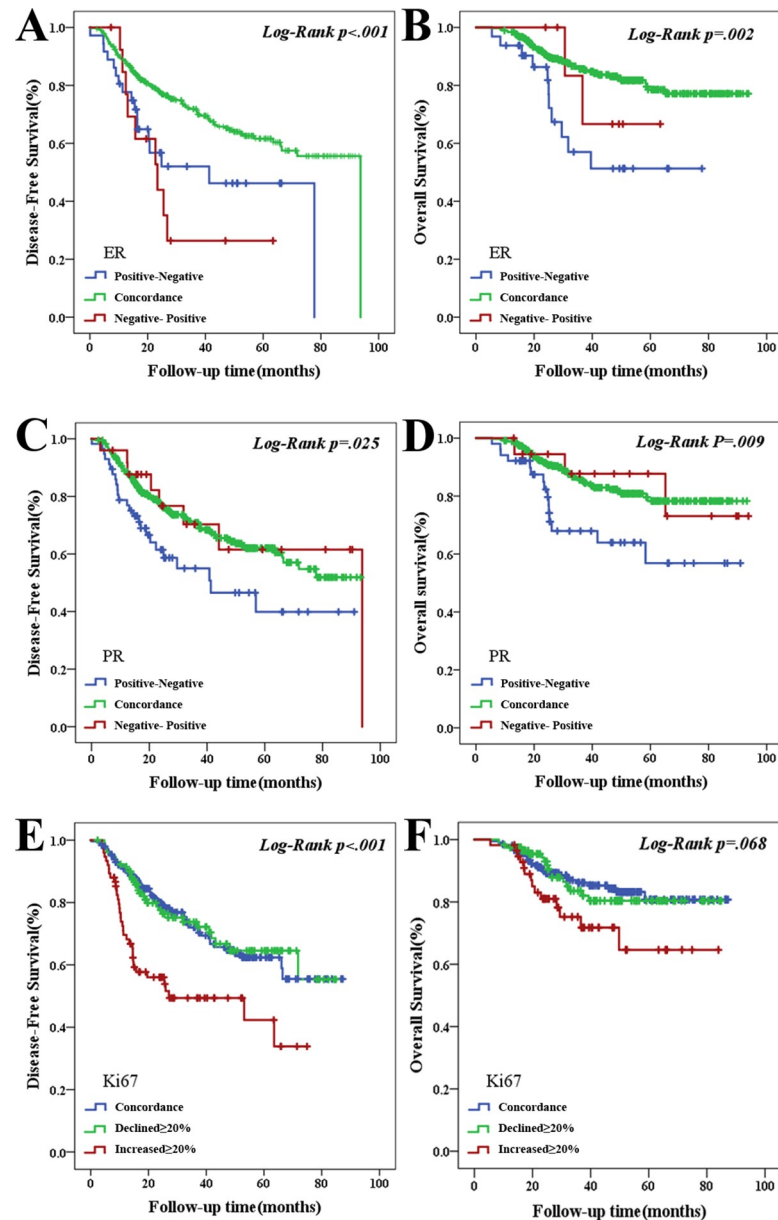 A
Log-Rank p<.001
Disease-Free Survival(%)
1.0
0.8
0.6
0.4
0.2
0.0
ER
Positive-Negative
Concordance
Negative- Positive
0 20 40 60 80 100
Follow-up time(months)
B
Log-Rank p=.002
Overall Survival(%)
1.0
0.8
0.6
0.4
0.2
0.0
ER
Positive-Negative
Concordance
Negative- Positive
0 20 40 60 80 100
Follow-up time(months)
C
Log-Rank p=.025
Disease-Free Survival(%)
1.0
0.8
0.6
0.4
0.2
0.0
PR
Positive-Negative
Concordance
Negative- Positive
0 20 40 60 80 100
Follow-up time(months)
D
Log-Rank P=.009
Overall survival(%)
1.0
0.8
0.6
0.4
0.2
0.0
PR
Positive-Negative
Concordance
Negative- Positive
0 20 40 60 80 100
Follow-up time(months)
E
Log-Rank p<.001
Disease-Free Survival(%)
1.0
0.8
0.6
0.4
0.2
0.0
Ki67
Concordance
Declined≥20%
Increased≥20%
0 20 40 60 80 100
Follow-up time(months)
F
Log-Rank p=.068
Overall Survival(%)
1.0
0.8
0.6
0.4
0.2
0.0
Ki67
Concordance
Declined≥20%
Increased≥20%
0 20 40 60 80 100
Follow-up time(months)